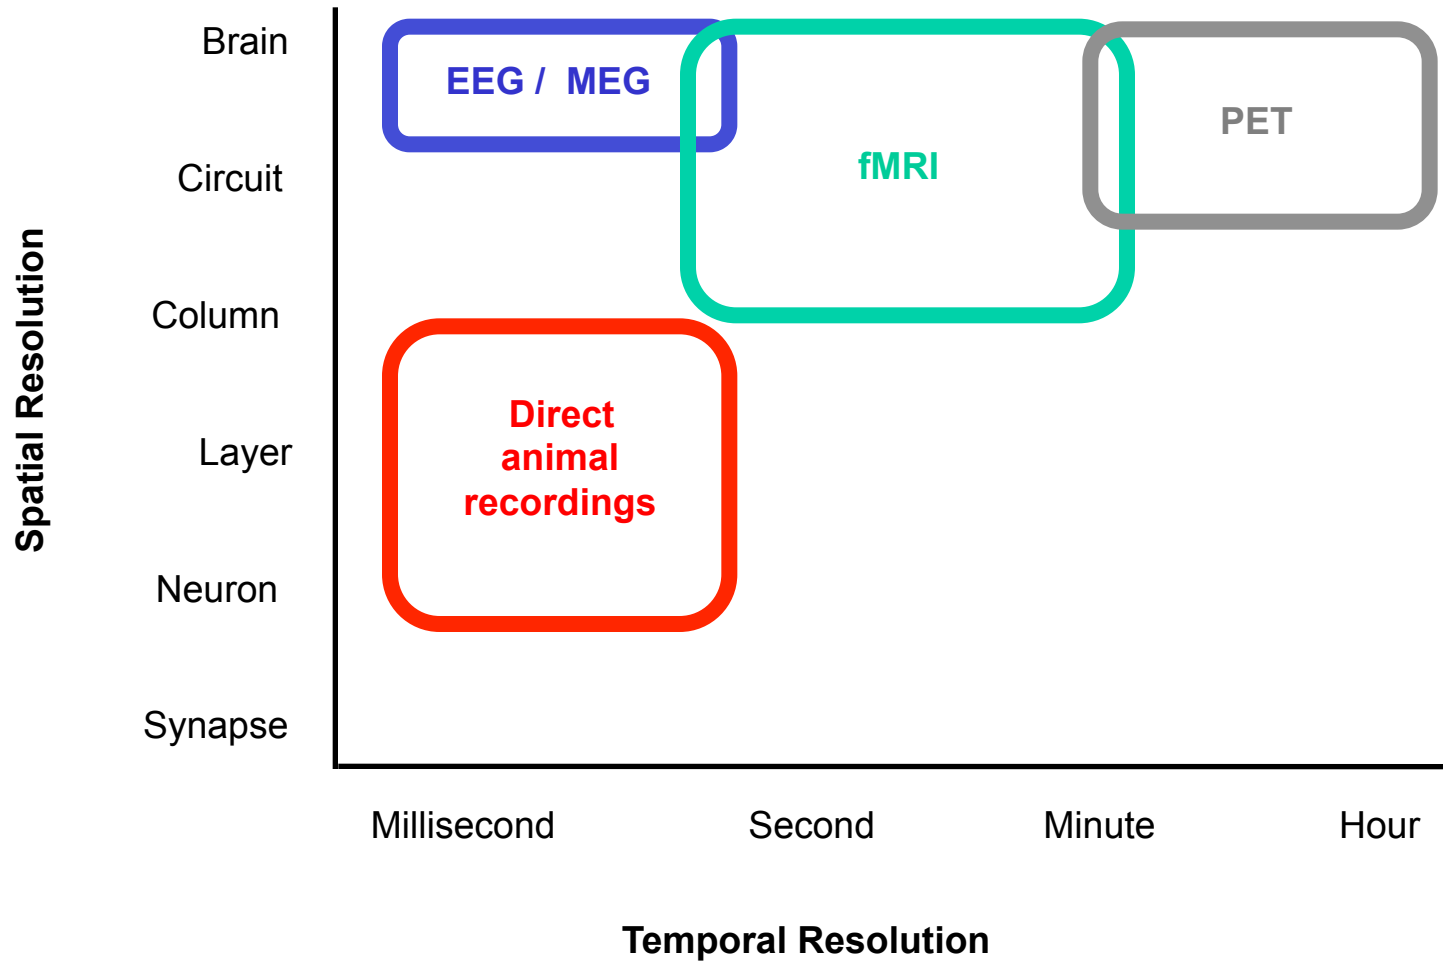 Brain
EEG /  MEG
PET
fMRI
Circuit
Spatial Resolution
Column
Direct
animal
recordings
Layer
Neuron
Synapse
Millisecond
Second
Minute
Hour
Temporal Resolution